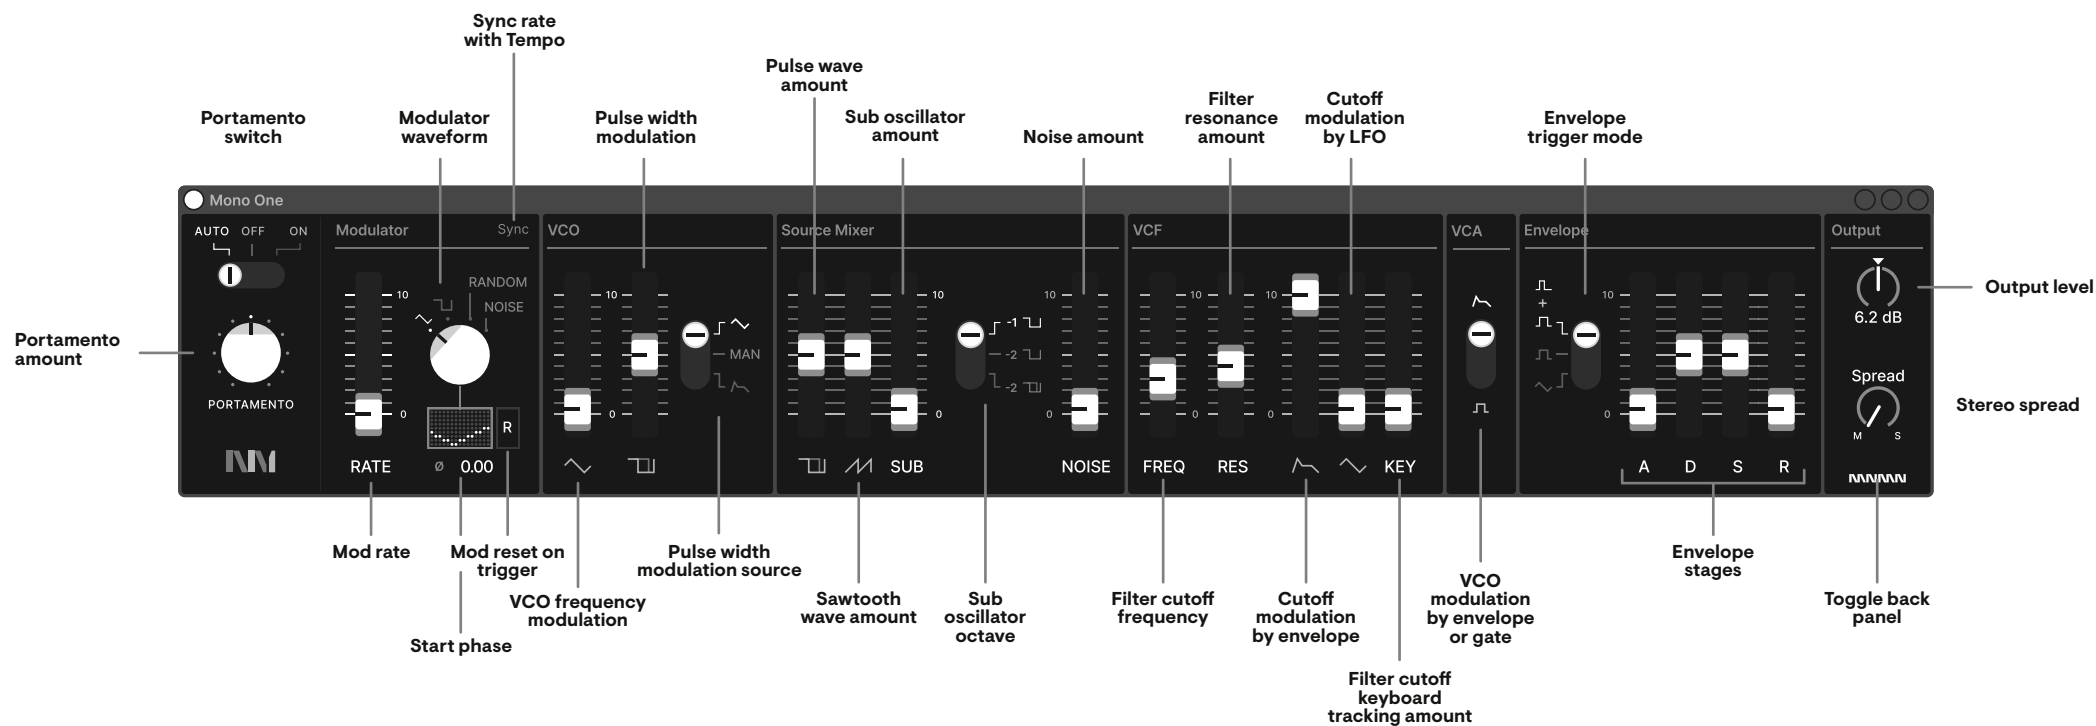 Sync rate
with Tempo
Pulse wave
amount
Portamento
switch
Modulator
waveform
Pulse width
modulation
Sub oscillator
amount
Noise amount
Filter
resonance
amount
Cutoff
modulation
by LFO
Envelope
trigger mode
Mono One
AUTO OFF ON
Modulator Sync
VCO
Source Mixer
VCF
VCA
Envelope
Output
RANDOM
NOISE
10
10
10
10
10
10
10
-1
MAN
-2
-2
+
6.2 dB
Output level
Portamento
amount
PORTAMENTO
Spread
M S
Stereo spread
0
0
0
0
0
0
0
R
RATE
ø 0.00
SUB
NOISE
FREQ
RES
KEY
A D S R
Mod rate
Mod reset on
trigger
Start phase
VCO frequency
modulation
Pulse width
modulation source
Sawtooth
wave amount
Sub
oscillator
octave
Filter cutoff
frequency
Cutoff
modulation
by envelope
Filter cutoff
keyboard
tracking amount
VCO
modulation
by envelope
or gate
Envelope
stages
Toggle back
panel